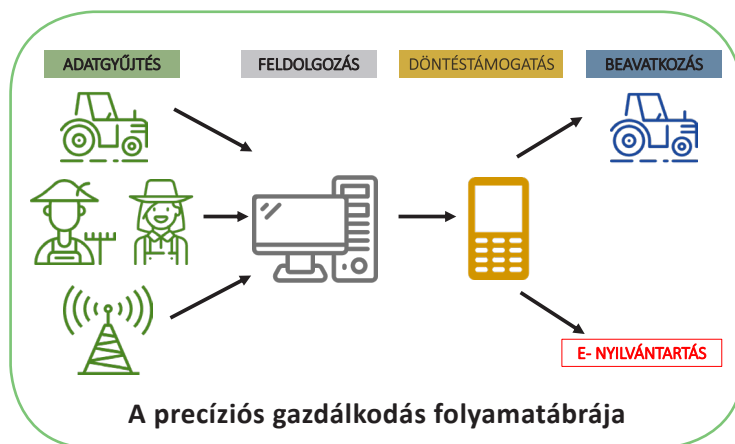 ADATGYŰJTÉS
FELDOLGOZÁS
DÖNTÉSTÁMOGATÁS
BEAVATKOZÁS
E- NYILVÁNTARTÁS
A precíziós gazdálkodás folyamatábrája